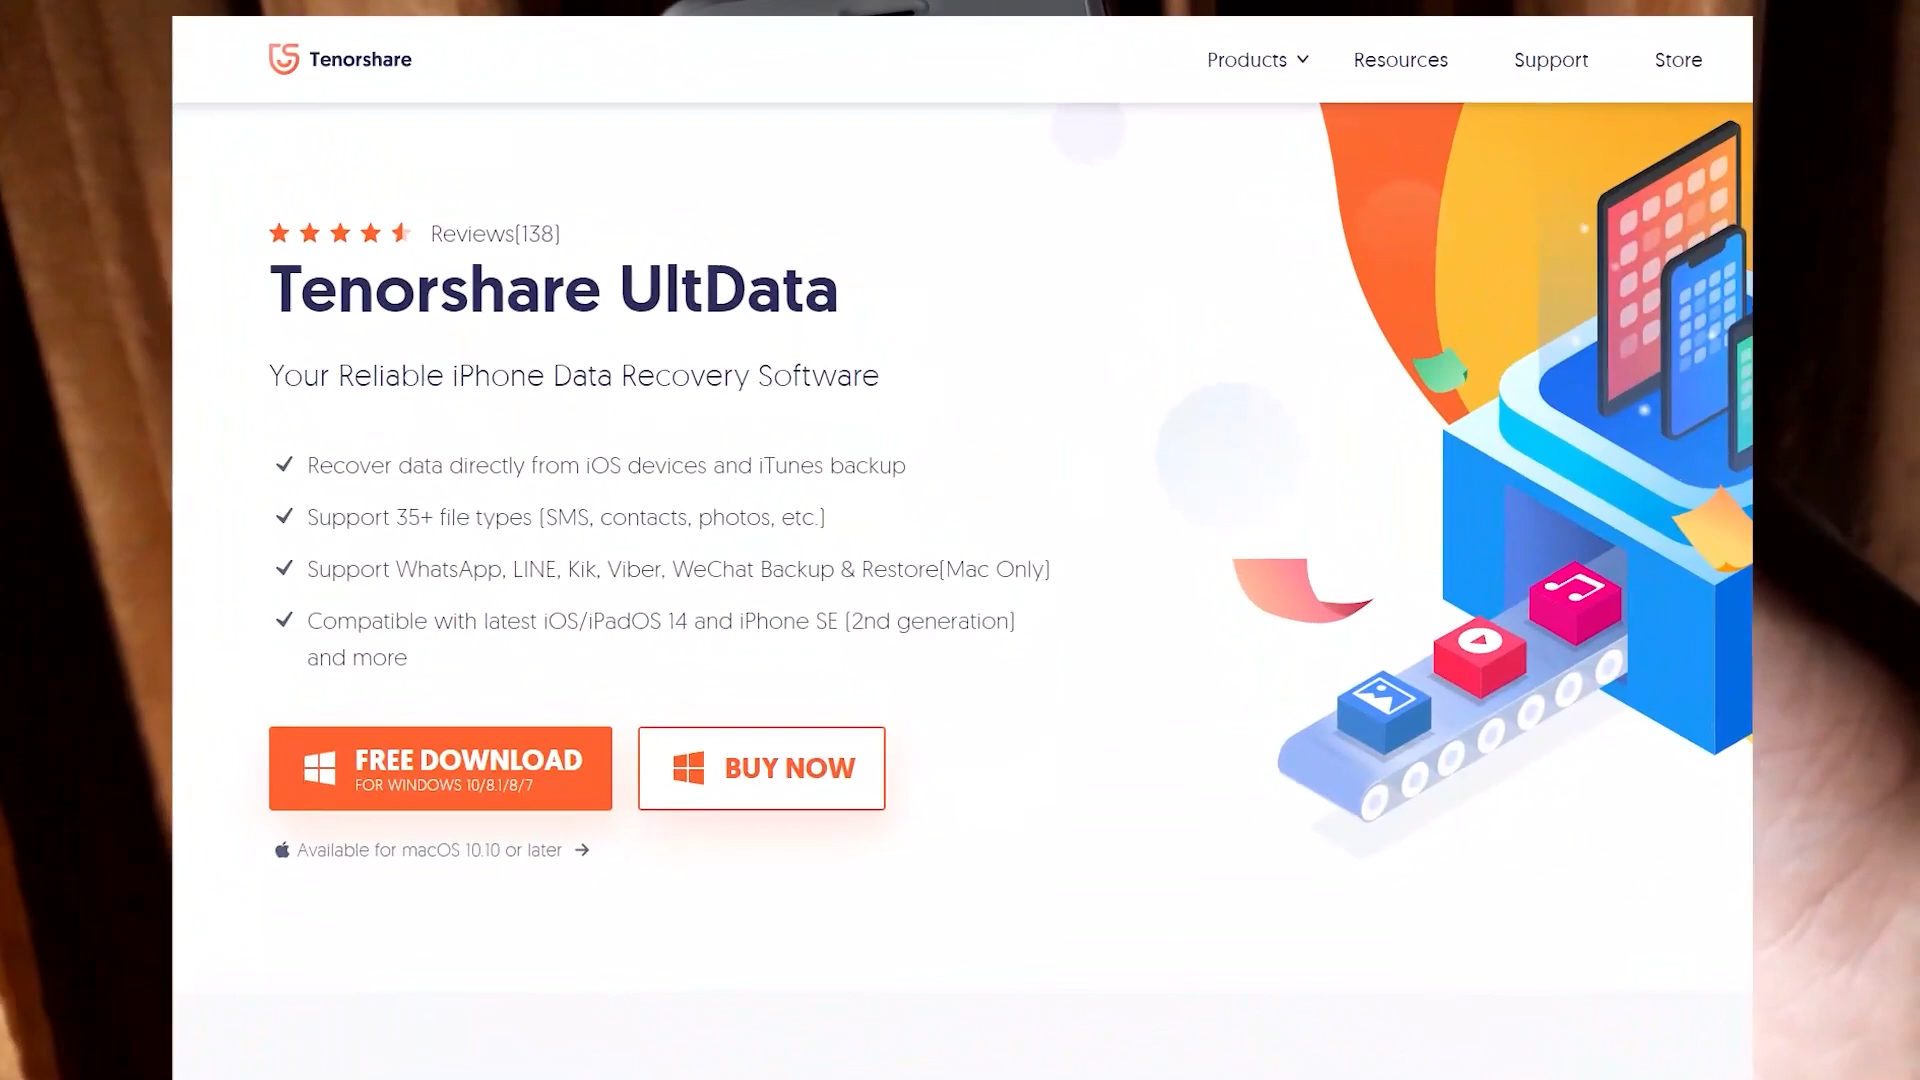 Tenorshare
Products
Resources
Support
Store
Reviews(138)
Tenorshare UltData
Your Reliable iPhone Data Recovery Software
Recover data directly from iOS devices and iTunes backup
Support 35+ file types (SMS, contacts, photos, etc.)
Support WhatsApp, LINE, Kik, Viber, WeChat Backup & Restore(Mac Only)
Compatible with latest iOS/iPadOS 14 and iPhone SE (2nd generation)
and more
FREE DOWNLOAD
FOR WINDOWS 10/8.1/8/7
BUY NOW
Available for macOS 10.10 or later